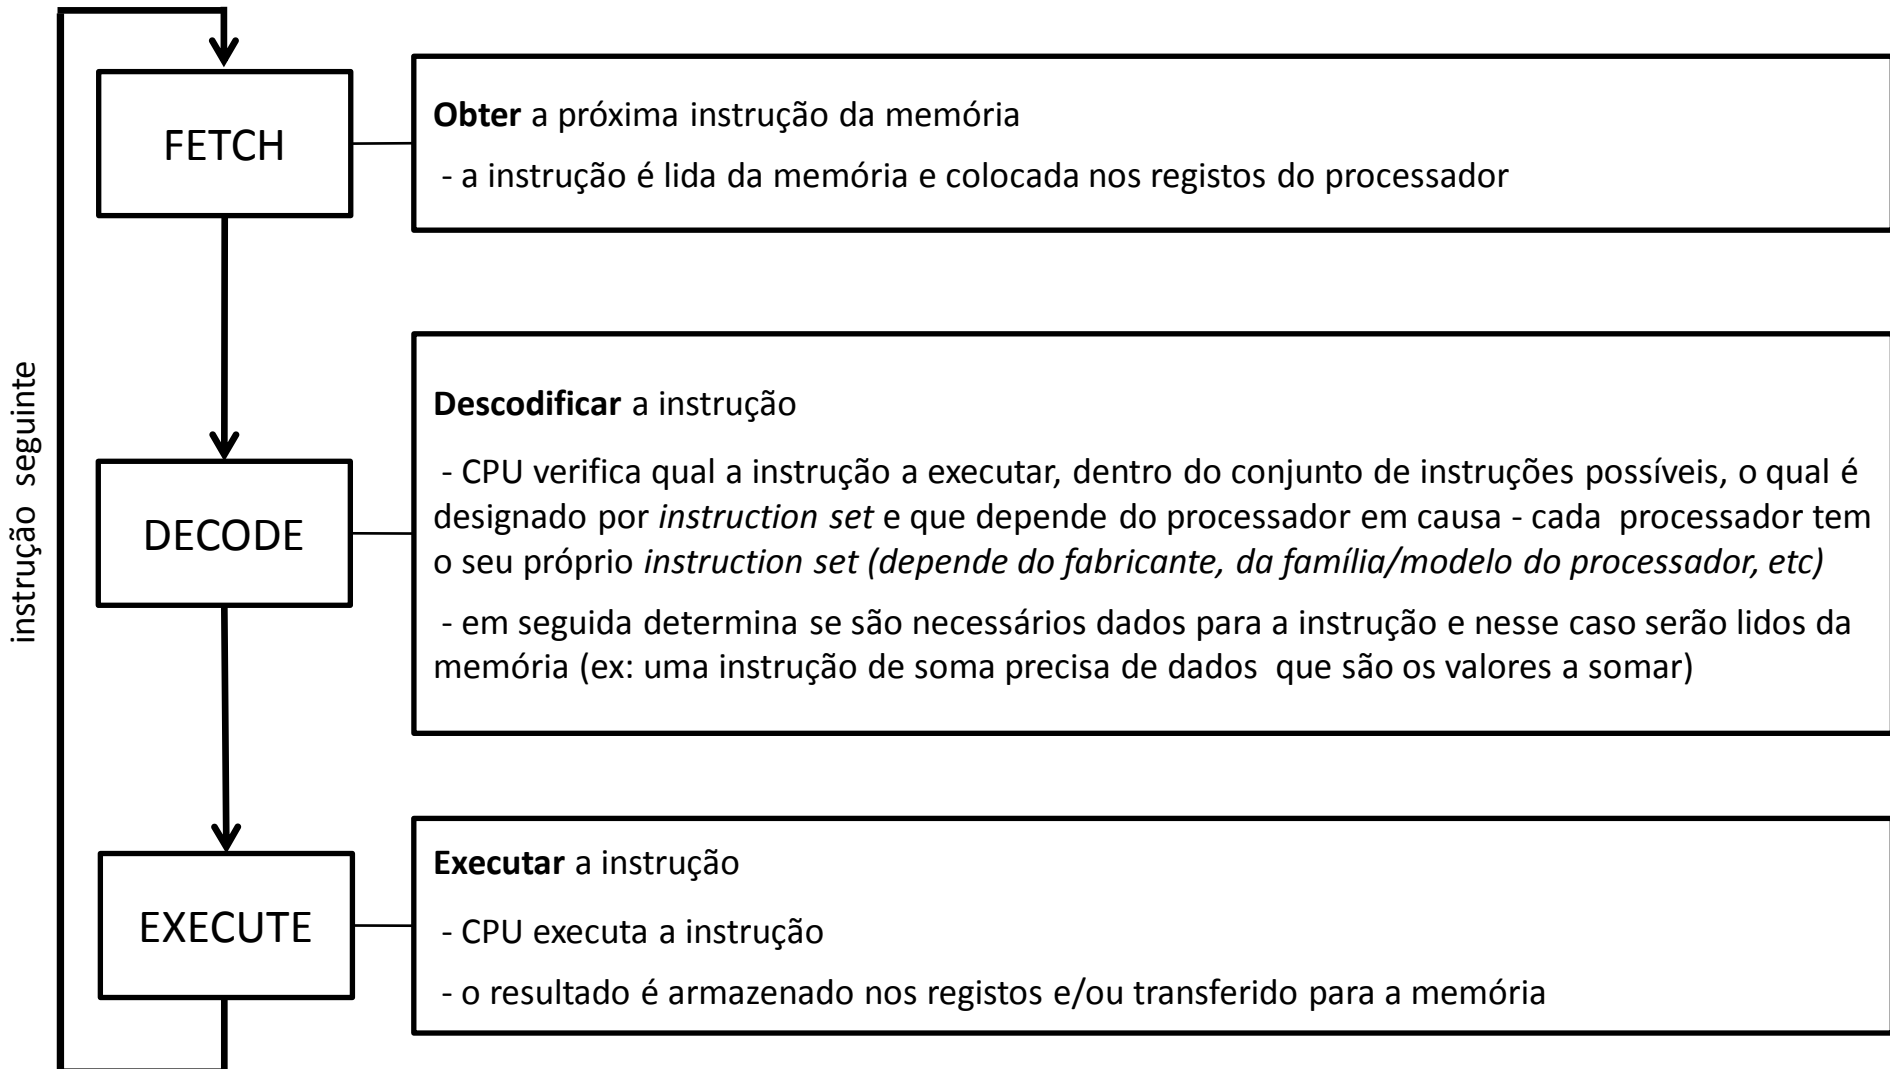 FETCH
Obter a próxima instrução da memória
- a instrução é lida da memória e colocada nos registos do processador
instrução seguinte
DECODE
Descodificar a instrução
- CPU verifica qual a instrução a executar, dentro do conjunto de instruções possíveis, o qual é
designado por instruction set e que depende do processador em causa - cada processador tem
o seu próprio instruction set (depende do fabricante, da família/modelo do processador, etc)
- em seguida determina se são necessários dados para a instrução e nesse caso serão lidos da
memória (ex: uma instrução de soma precisa de dados que são os valores a somar)
EXECUTE
Executar a instrução
- CPU executa a instrução
- o resultado é armazenado nos registos e/ou transferido para a memória